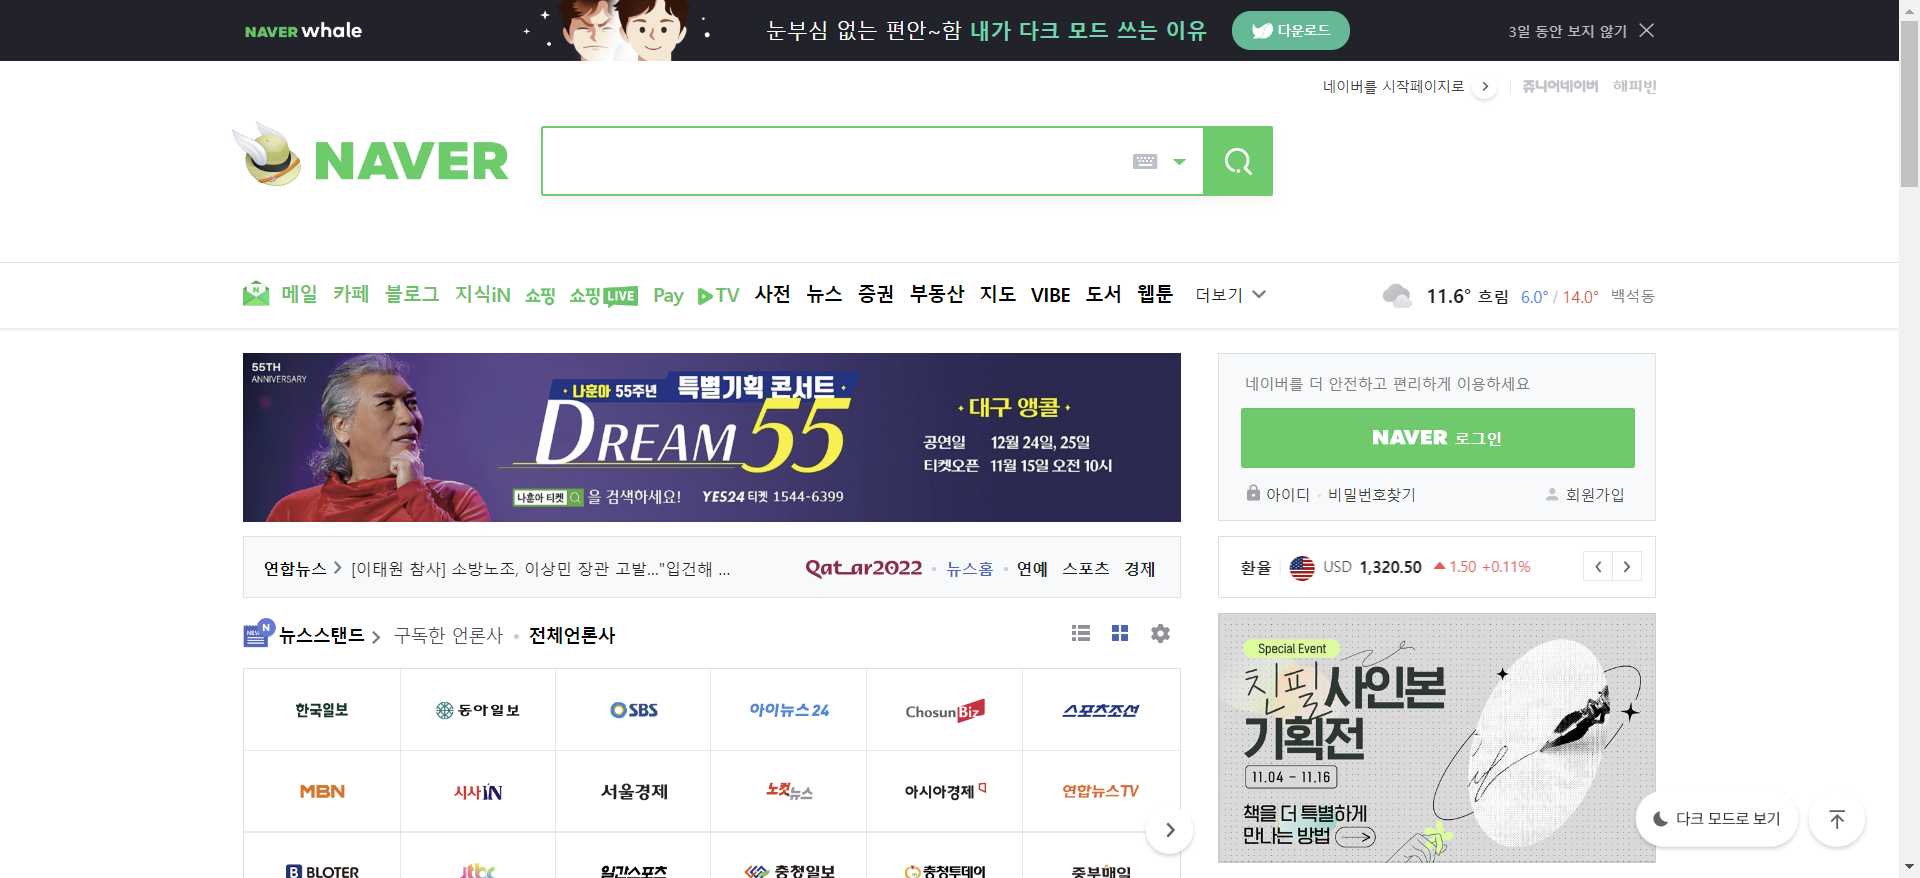 NAVER whale
눈부심 없는 편안~함 내가 다크 모드 쓰는 이유
다운로드
3일 동안 보지 않기
네이버를 시작페이지로
쥬니어네이버 해피빈
NAVER
메일 카페 블로그 지식iN 쇼핑 쇼핑LIVE Pay TV 사전 뉴스 증권 부동산 지도 VIBE 도서 웹툰 더보기
11.6° 흐림 6.0° / 14.0° 백석동
55TH
ANNIVERSARY
· 나훈아 55주년 특별기획 콘서트 ·
DREAM 55
나훈아 티켓 을 검색하세요! YES24 티켓 1544-6399
· 대구 앵콜 ·
공연일 12월 24일, 25일
티켓오픈 11월 15일 오전 10시
네이버를 더 안전하고 편리하게 이용하세요
NAVER 로그인
아이디 · 비밀번호찾기 회원가입
연합뉴스 > [이태원 참사] 소방노조, 이상민 장관 고발..."입건해 ...
Qatar2022 · 뉴스홈 · 연예 스포츠 경제
환율 USD 1,320.50 ▲ 1.50 +0.11%
NEWS N 뉴스스탠드 > 구독한 언론사 · 전체언론사
한국일보 동아일보 SBS 아이뉴스24 ChosunBiz 스포츠조선
MBN 시사IN 서울경제 노컷뉴스 아시아경제 연합뉴스TV
BLOTER jtbc 일간스포츠 충청일보 충청투데이 중부매일
Special Event
친필 사인본
기획전
11.04 - 11.16
책을 더 특별하게
만나는 방법
다크 모드로 보기